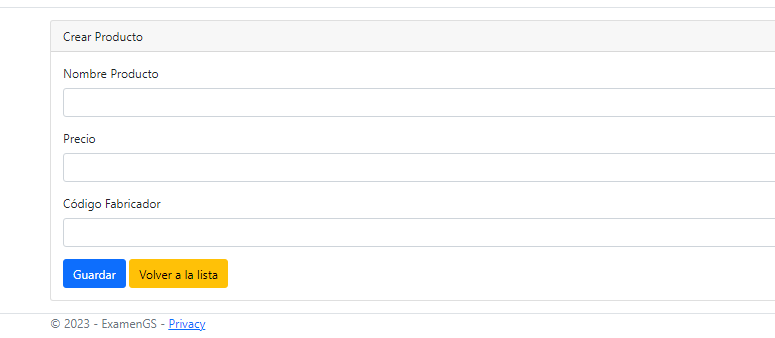 Crear Producto
Nombre Producto
Precio
Código Fabricador
Guardar Volver a la lista
© 2023 - ExamenGS - Privacy